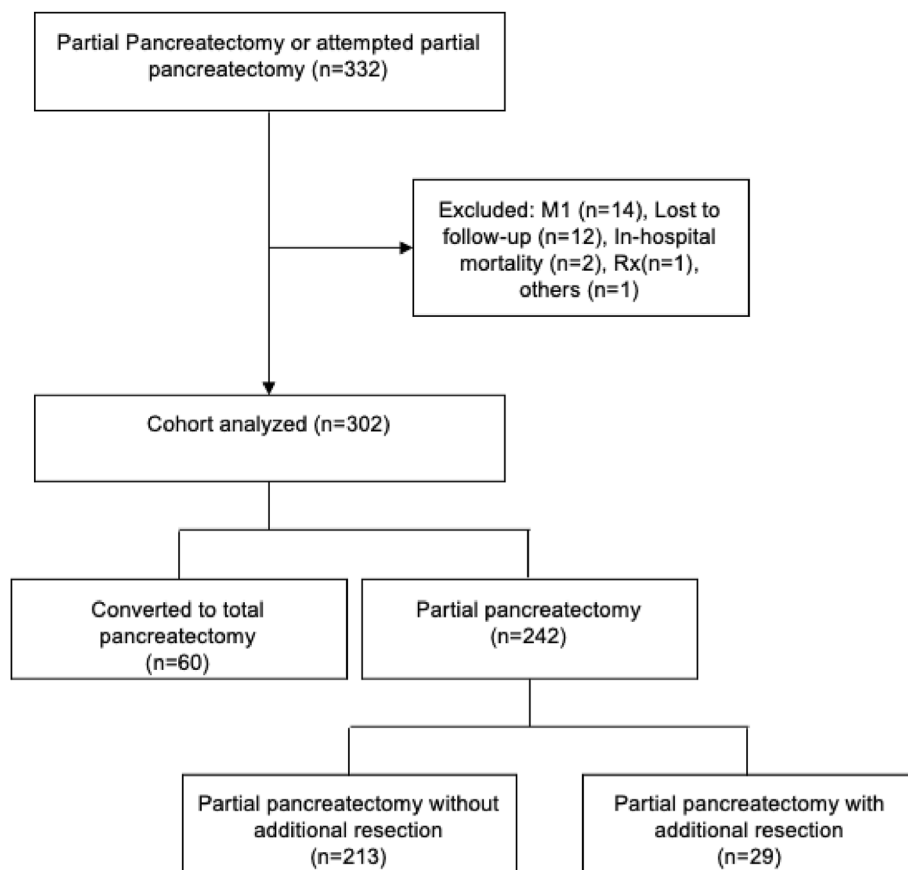 Partial Pancreatectomy or attempted partial
pancreatectomy (n=332)
Excluded: M1 (n=14), Lost to
follow-up (n=12), In-hospital
mortality (n=2), Rx(n=1),
others (n=1)
Cohort analyzed (n=302)
Converted to total
pancreatectomy
(n=60)
Partial pancreatectomy
(n=242)
Partial pancreatectomy without
additional resection
(n=213)
Partial pancreatectomy with
additional resection
(n=29)